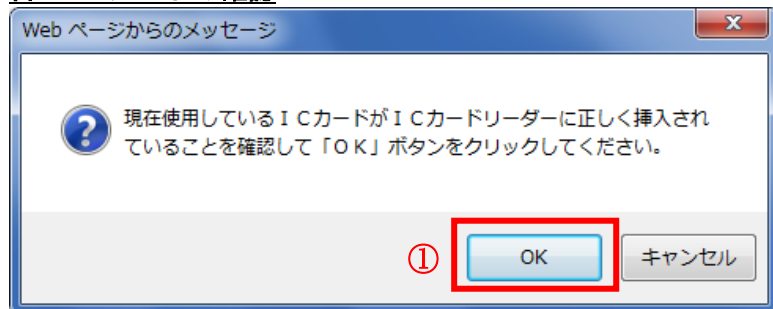 Web ページからのメッセージ
現在使用しているＩＣカードがＩＣカードリーダーに正しく挿入され
ていることを確認して「ＯＫ」ボタンをクリックしてください。
① OK キャンセル